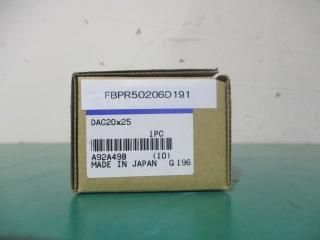 FBPR50206D191
DAC20x25
1PC
A92A49B (10)
MADE IN JAPAN G196